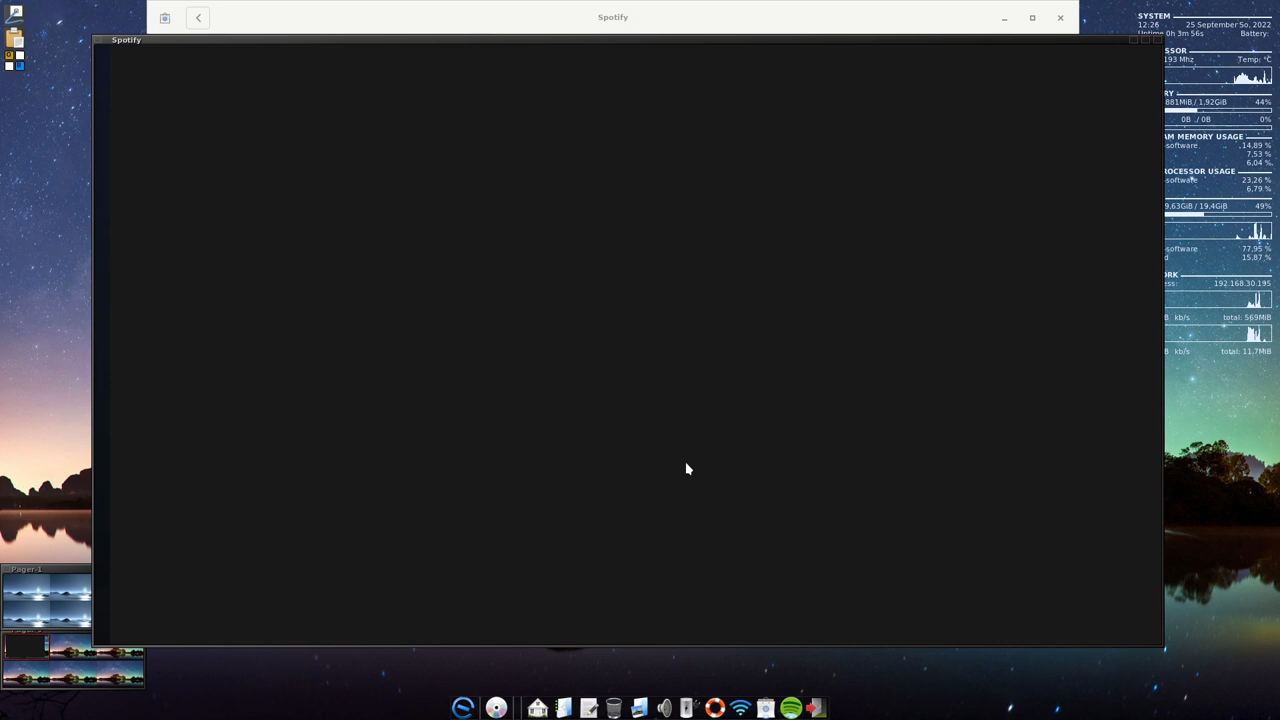 Spotify
Spotify
SYSTEM
12:26 25 September So, 2022
Uptime 0h 3m 56s Battery:
SSOR
193 Mhz Temp: °C
RY
881MiB / 1,92GiB 44%
0B / 0B 0%
AM MEMORY USAGE
-software 14,89 %
7,53 %
6,04 %
ROCESSOR USAGE
-software 23,26 %
6,79 %
9,63GiB / 19,4GiB 49%
-software 77,95 %
d 15,87 %
ORK
ess: 192.168.30.195
B kb/s total: 569MiB
B kb/s total: 11,7MiB
Pager-1